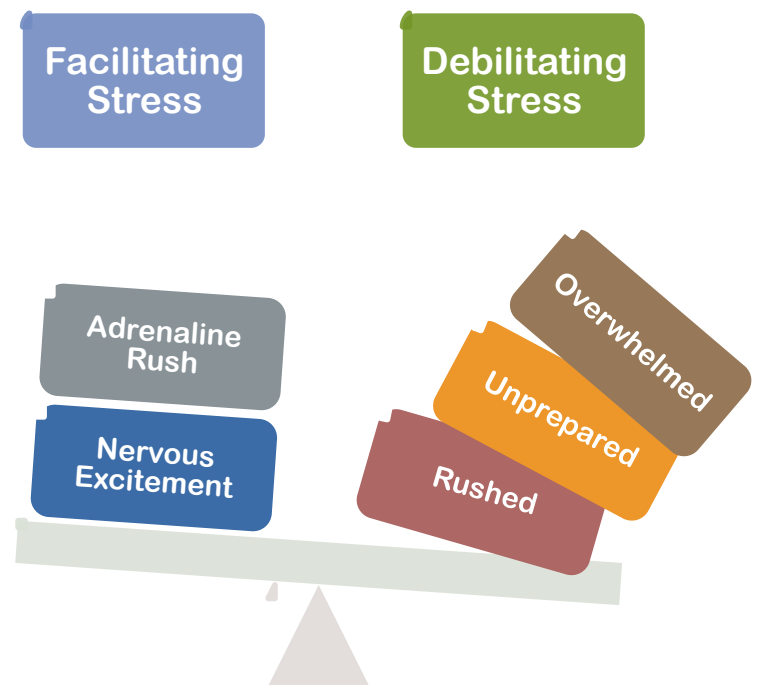 Facilitating
Stress
Debilitating
Stress
Adrenaline
Rush
Nervous
Excitement
Overwhelmed
Unprepared
Rushed